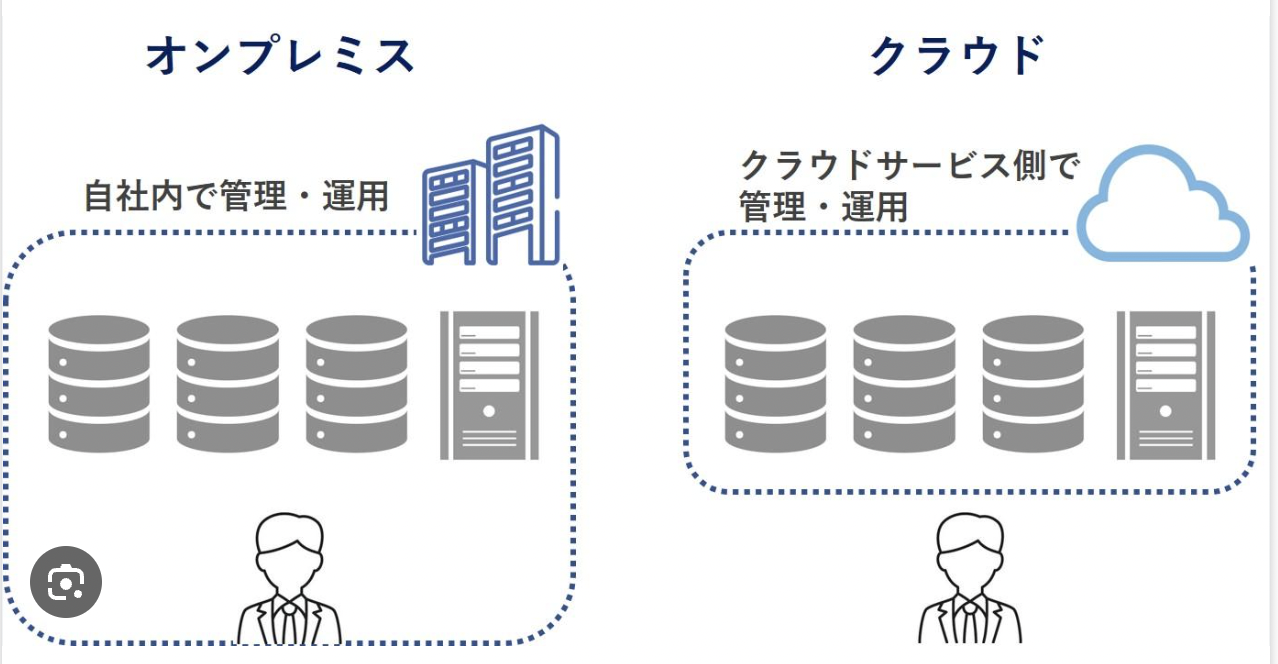 オンプレミス
自社内で管理・運用
クラウド
クラウドサービス側で
管理・運用